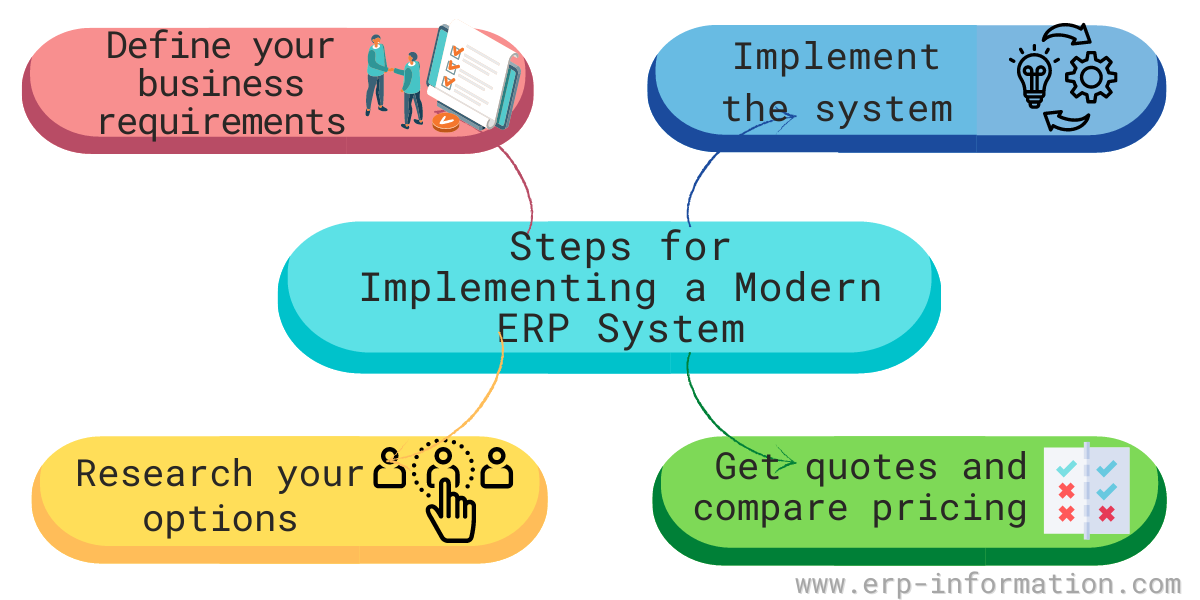 Define your
business
requirements
Implement
the system
Steps for
Implementing a Modern
ERP System
Research your
options
Get quotes and
compare pricing
www.erp-information.com